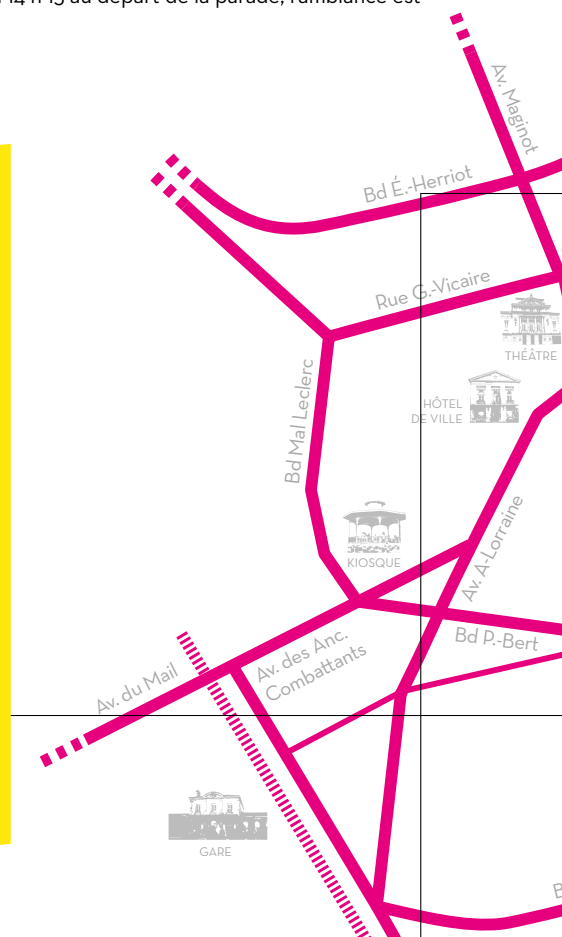 au départ de la parade, l'ambiance est
Av. Maginot
Bd É.-Herriot
Rue G.-Vicaire
THÉÂTRE
Bd Mal Leclerc
HÔTEL
DE VILLE
Av. A-Lorraine
KIOSQUE
Bd P.-Bert
Av. des Anc.
Combattants
Av. du Mail
GARE